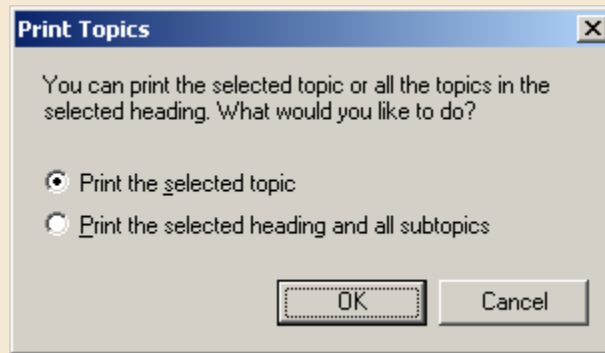 Print Topics
You can print the selected topic or all the topics in the
selected heading. What would you like to do?
Print the selected topic
Print the selected heading and all subtopics
OK
Cancel